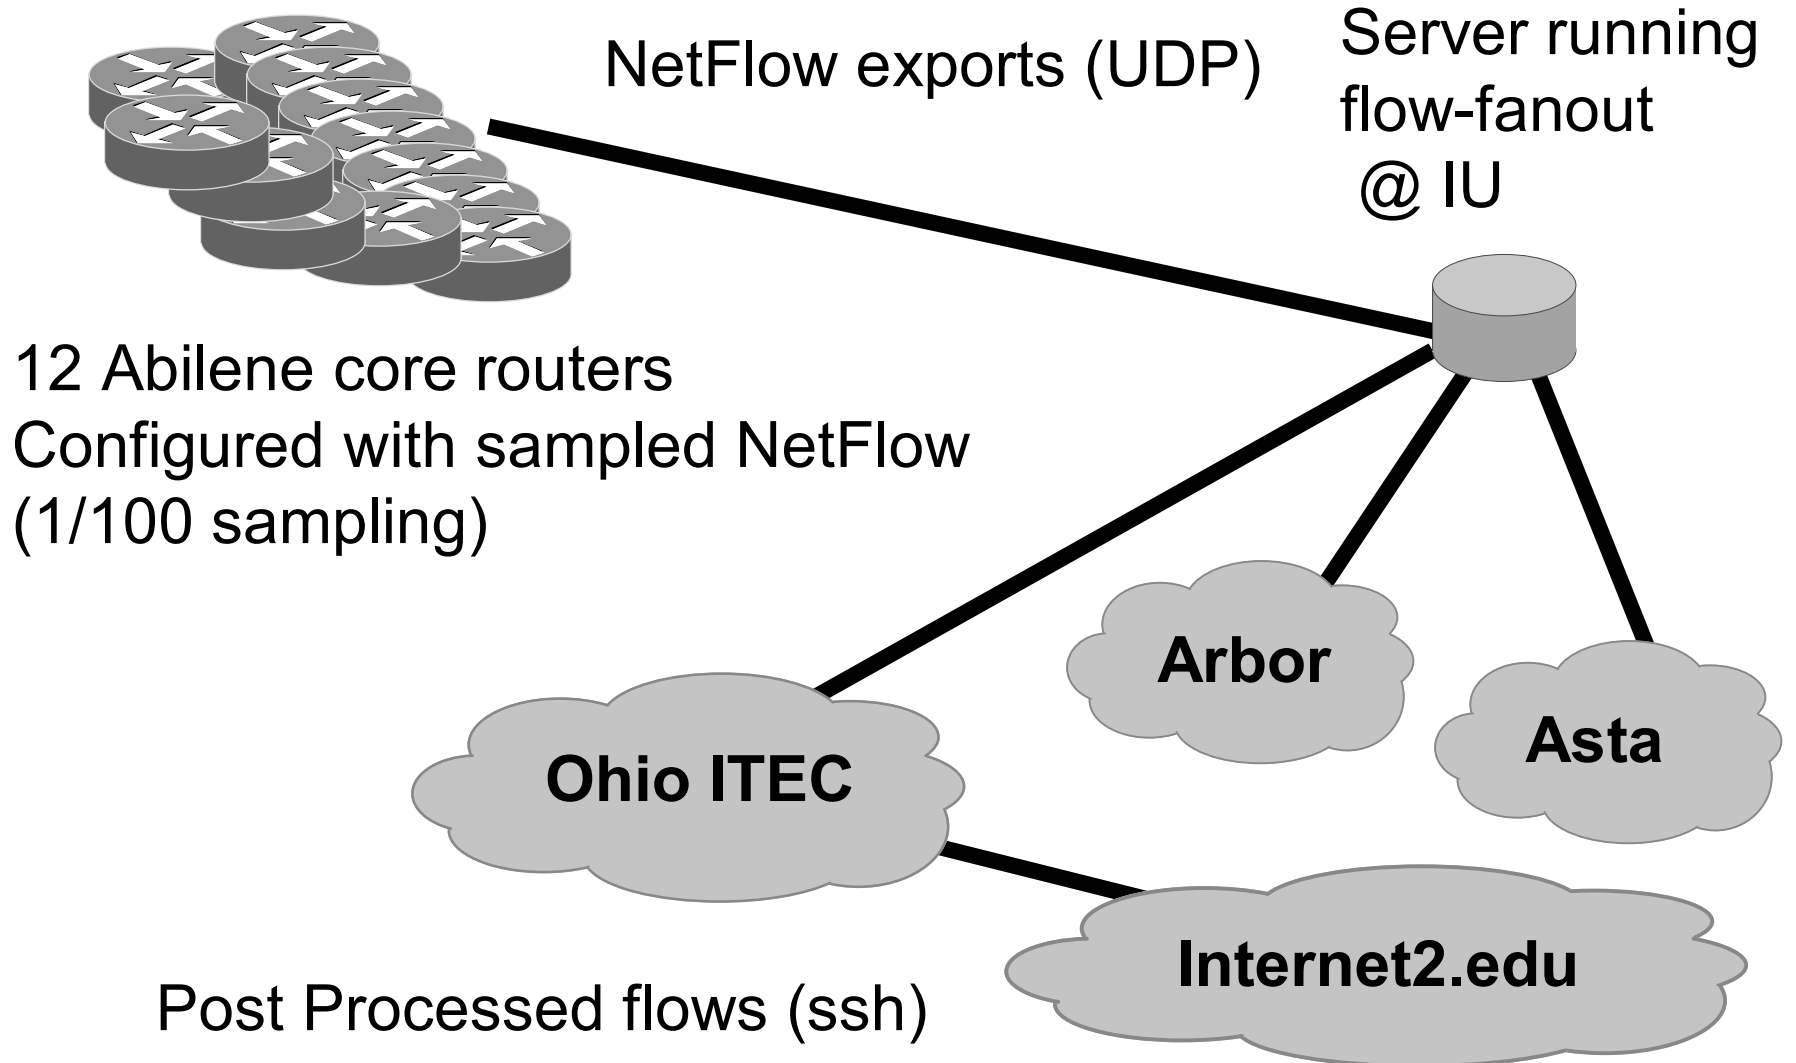 NetFlow exports (UDP)
Server running
flow-fanout
@ IU
12 Abilene core routers
Configured with sampled NetFlow
(1/100 sampling)
Arbor
Asta
Ohio ITEC
Internet2.edu
Post Processed flows (ssh)